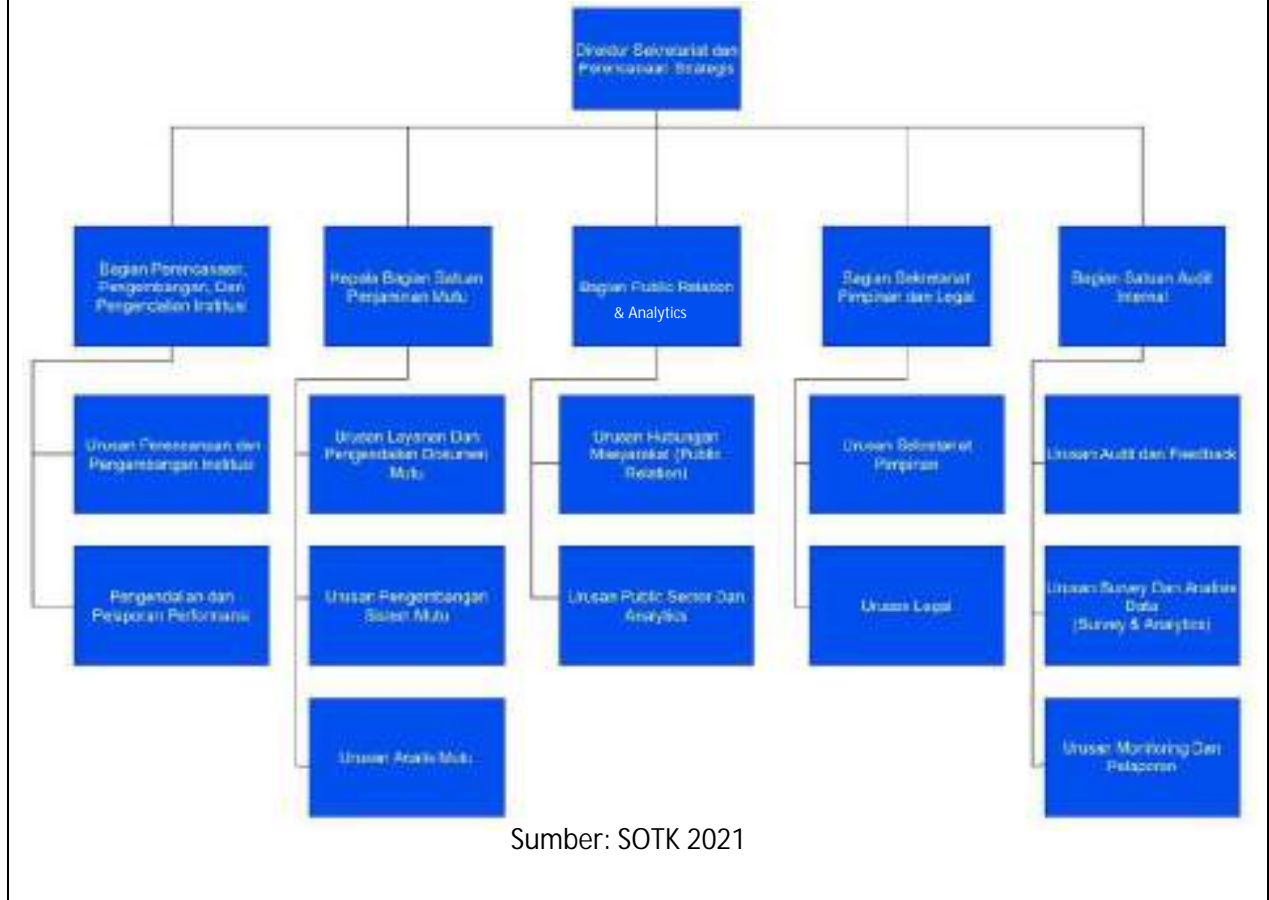 Direktur Sekretariat dan
Perencanaan Strategis
Bagian Perencanaan,
Pengembangan, Dan
Pengendalian Institusi
Kepala Bagian Satuan
Penjaminan Mutu
Bagian Public Relation
& Analytics
Bagian Sekretariat
Pimpinan dan Legal
Bagian Satuan Audit
Internal
Urusan Perencanaan dan
Pengembangan Institusi
Urusan Layanan Dan
Pengendalian Dokumen
Mutu
Urusan Hubungan
Masyarakat (Public
Relation)
Urusan Sekretariat
Pimpinan
Urusan Audit dan Feedback
Pengendalian dan
Pelaporan Performansi
Urusan Pengembangan
Sistem Mutu
Urusan Public Sector Dan
Analytics
Urusan Legal
Urusan Survey Dan Analisis
Data
(Survey & Analytics)
Urusan Mutu
Urusan Monitoring Dan
Pelaporan
Sumber: SOTK 2021